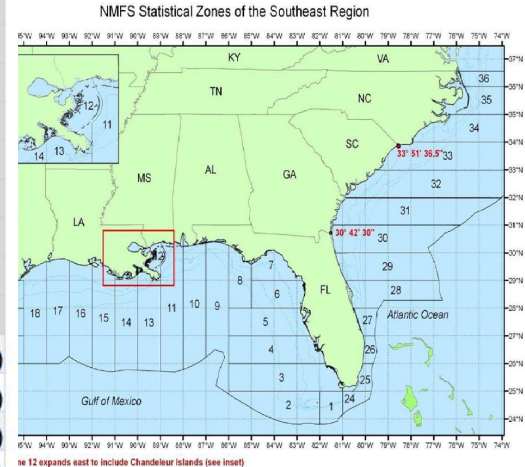 NMFS Statistical Zones of the Southeast Region
95°W 94°W 93°W 92°W 91°W 90°W 89°W 88°W 87°W 86°W 85°W 84°W 83°W 82°W 81°W 80°W 79°W 78°W 77°W 76°W 75°W 74°W
KY VA 37°N
12 11 36 36°N
TN NC 35 35°N
14 13 34 34°N
SC 33° 51' 36.5" 33
MS AL GA 33°N
32 32°N
LA 31 31°N
30° 42' 30" 30
12 7 29 30°N
18 17 16 15 14 13 11 10 9 8 6 FL 28 29°N
5 27 Atlantic Ocean 28°N
4 26 27°N
3 25 26°N
Gulf of Mexico 2 1 24 25°N
24°N
5°W 94°W 93°W 92°W 91°W 90°W 89°W 88°W 87°W 86°W 85°W 84°W 83°W 82°W 81°W 80°W 79°W 78°W 77°W 76°W 75°W 74°W
ne 12 expands east to include Chandeleur Islands (see inset)